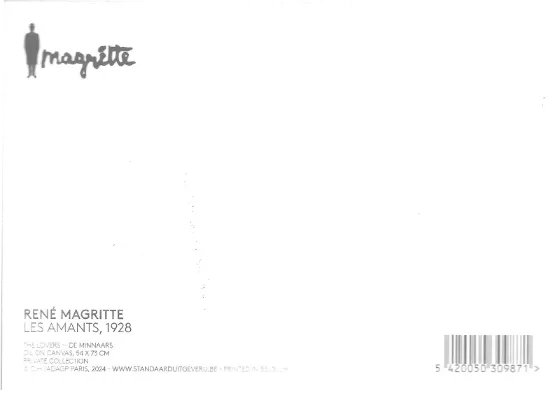 magritte
RENÉ MAGRITTE
LES AMANTS, 1928
THE LOVERS – DE MINNAARS
OIL ON CANVAS, 54 X 73 CM
PRIVATE COLLECTION
ADAGP PARIS, 2024 - WWW.STANDAARDUITGEVERIJ.BE - PRINTED IN BELGIUM
5 420050 309871 >